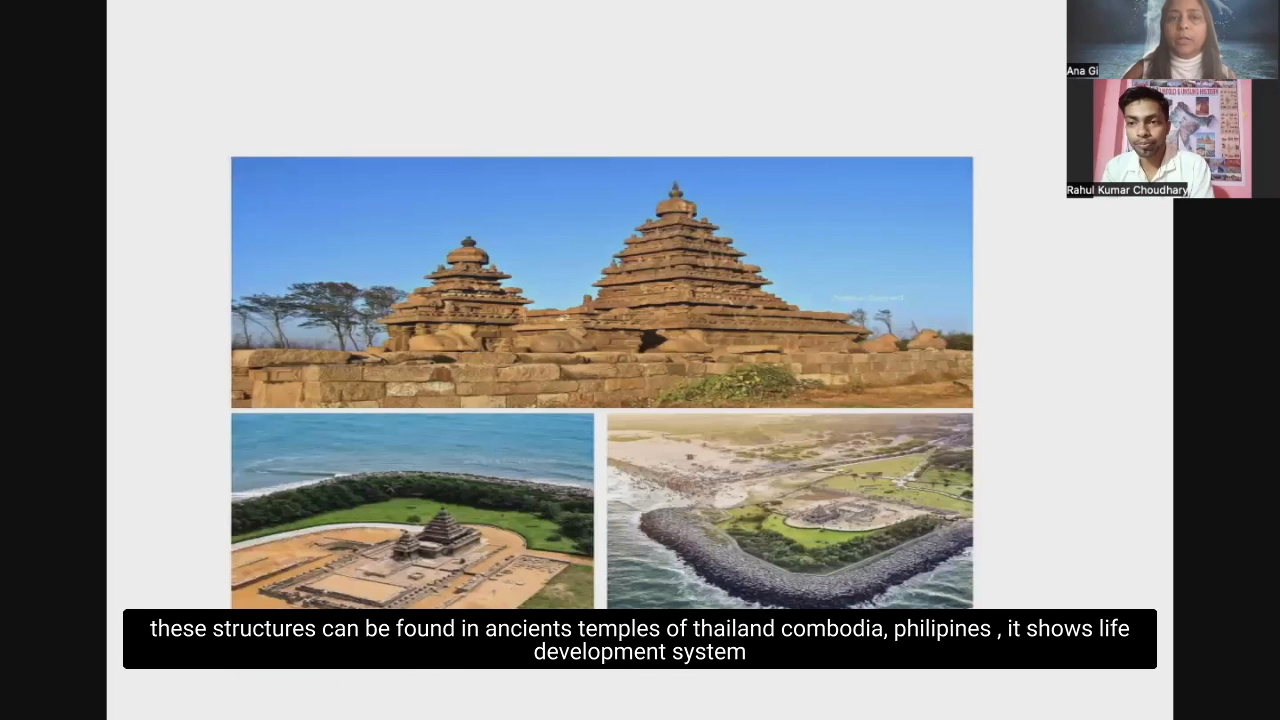 Ana Gi
Rahul Kumar Choudhary
these structures can be found in ancients temples of thailand combodia, philipines , it shows life
development system